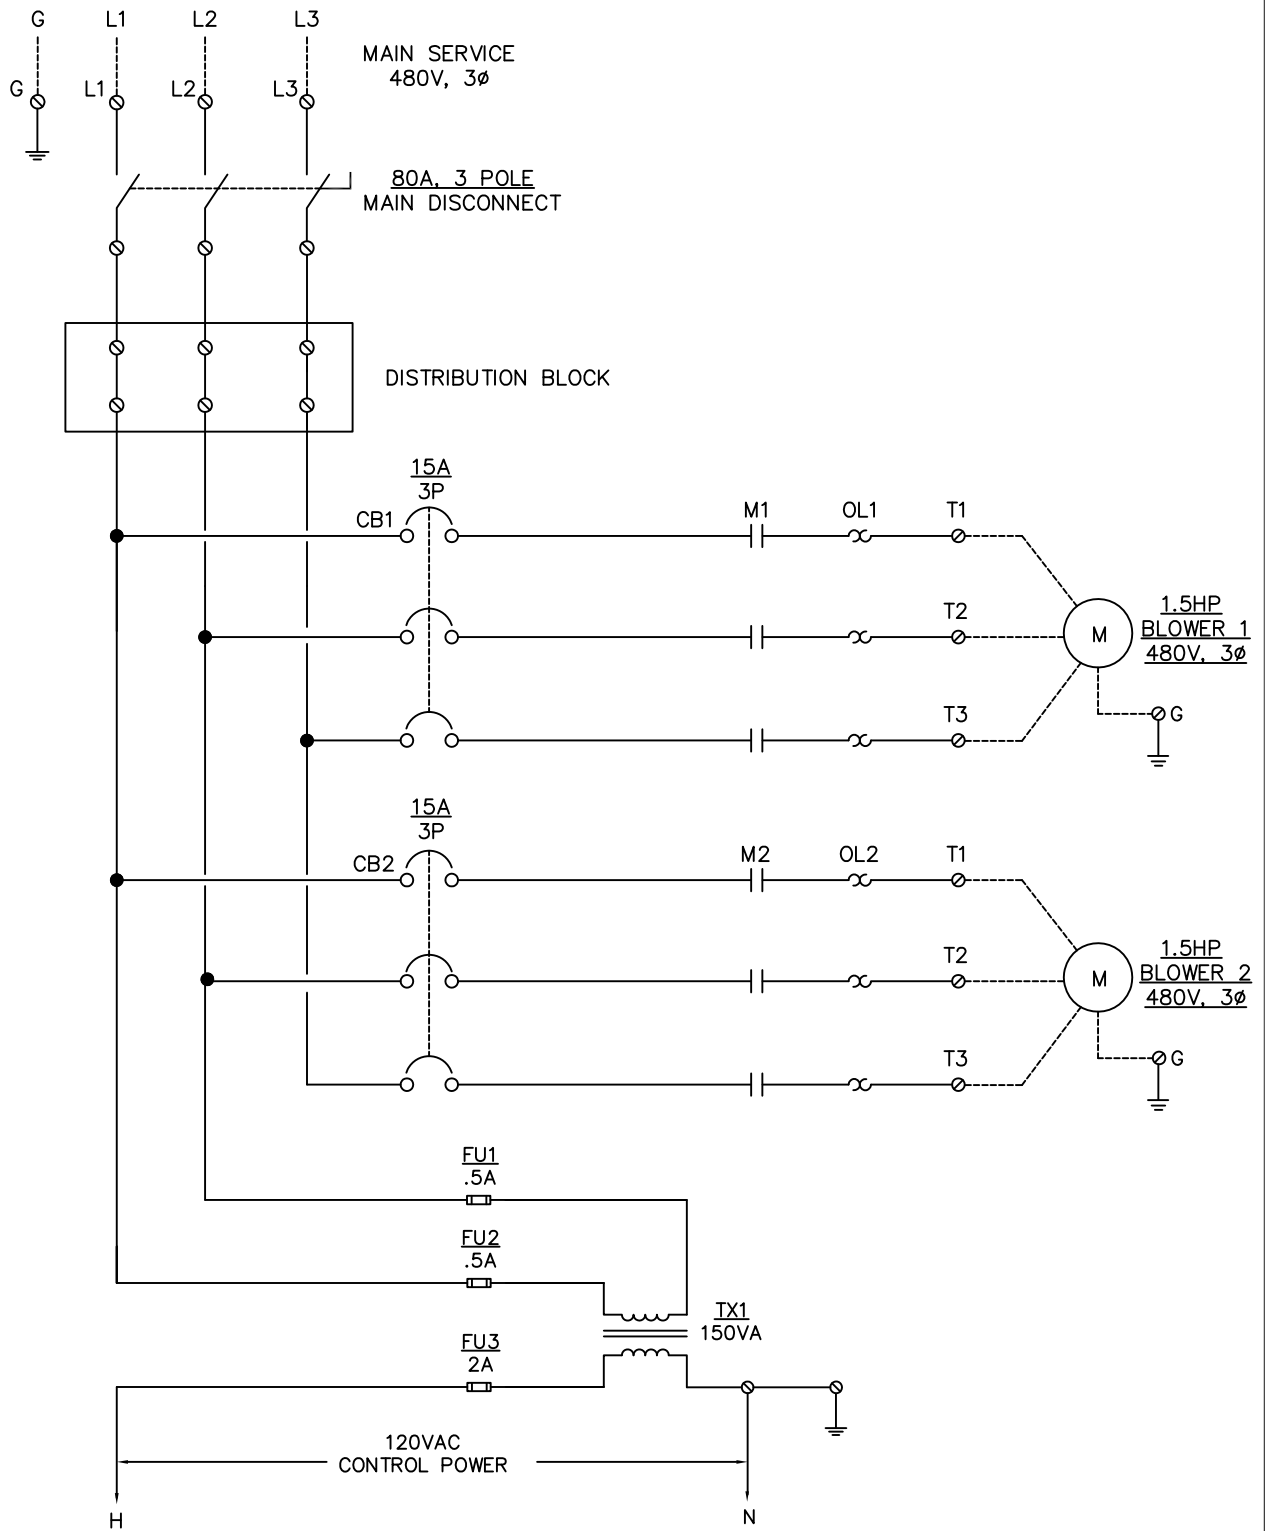 G L1 L2 L3
MAIN SERVICE
480V, 3ø
G L1 L2 L3
80A, 3 POLE
MAIN DISCONNECT
DISTRIBUTION BLOCK
15A
3P
CB1 M1 OL1 T1
T2
1.5HP
BLOWER 1
480V, 3ø
M
T3
G
15A
3P
CB2 M2 OL2 T1
T2
1.5HP
BLOWER 2
480V, 3ø
M
T3
G
FU1
.5A
FU2
.5A
TX1
150VA
FU3
2A
120VAC
CONTROL POWER
H N